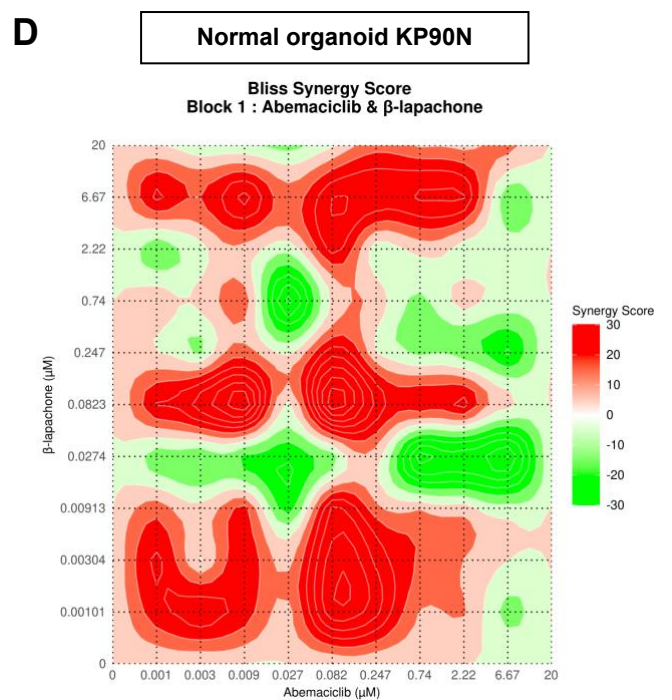 D
Normal organoid KP90N
Bliss Synergy Score
Block 1 : Abemaciclib & β-lapachone
20
6.67
2.22
0.74
0.247
0.0823
0.0274
0.00913
0.00304
0.00101
0
β-lapachone (µM)
0 0.001 0.003 0.009 0.027 0.082 0.247 0.74 2.22 6.67 20
Abemaciclib (µM)
Synergy Score
30
20
10
0
-10
-20
-30